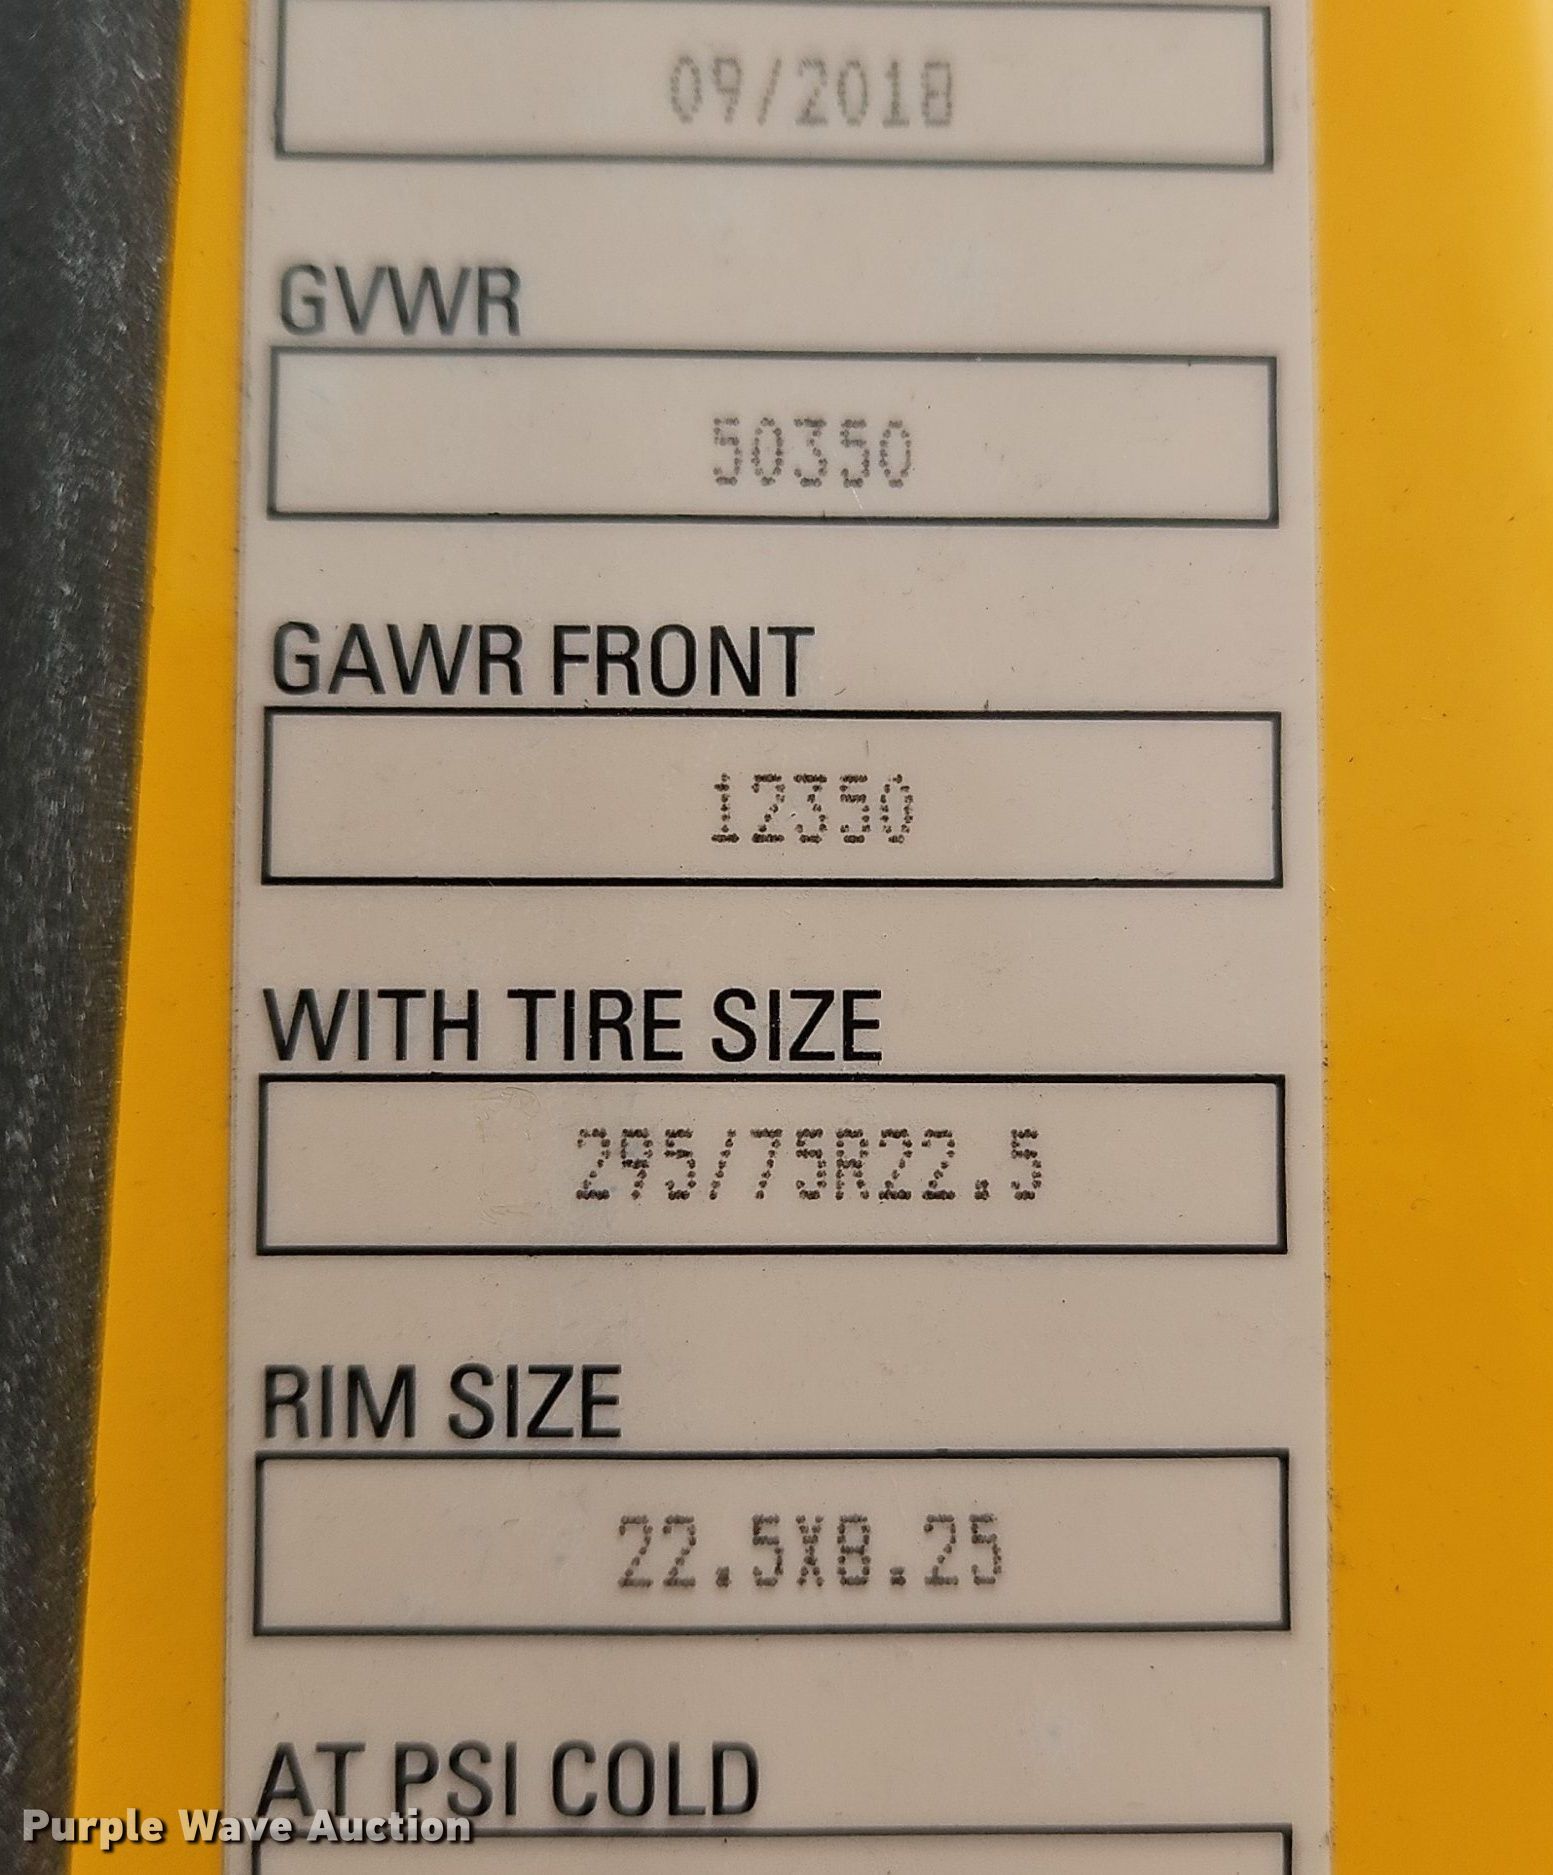 09/2018
GVWR
50350
GAWR FRONT
12350
WITH TIRE SIZE
295/75R22.5
RIM SIZE
22.5X8.25
AT PSI COLD
Purple Wave Auction